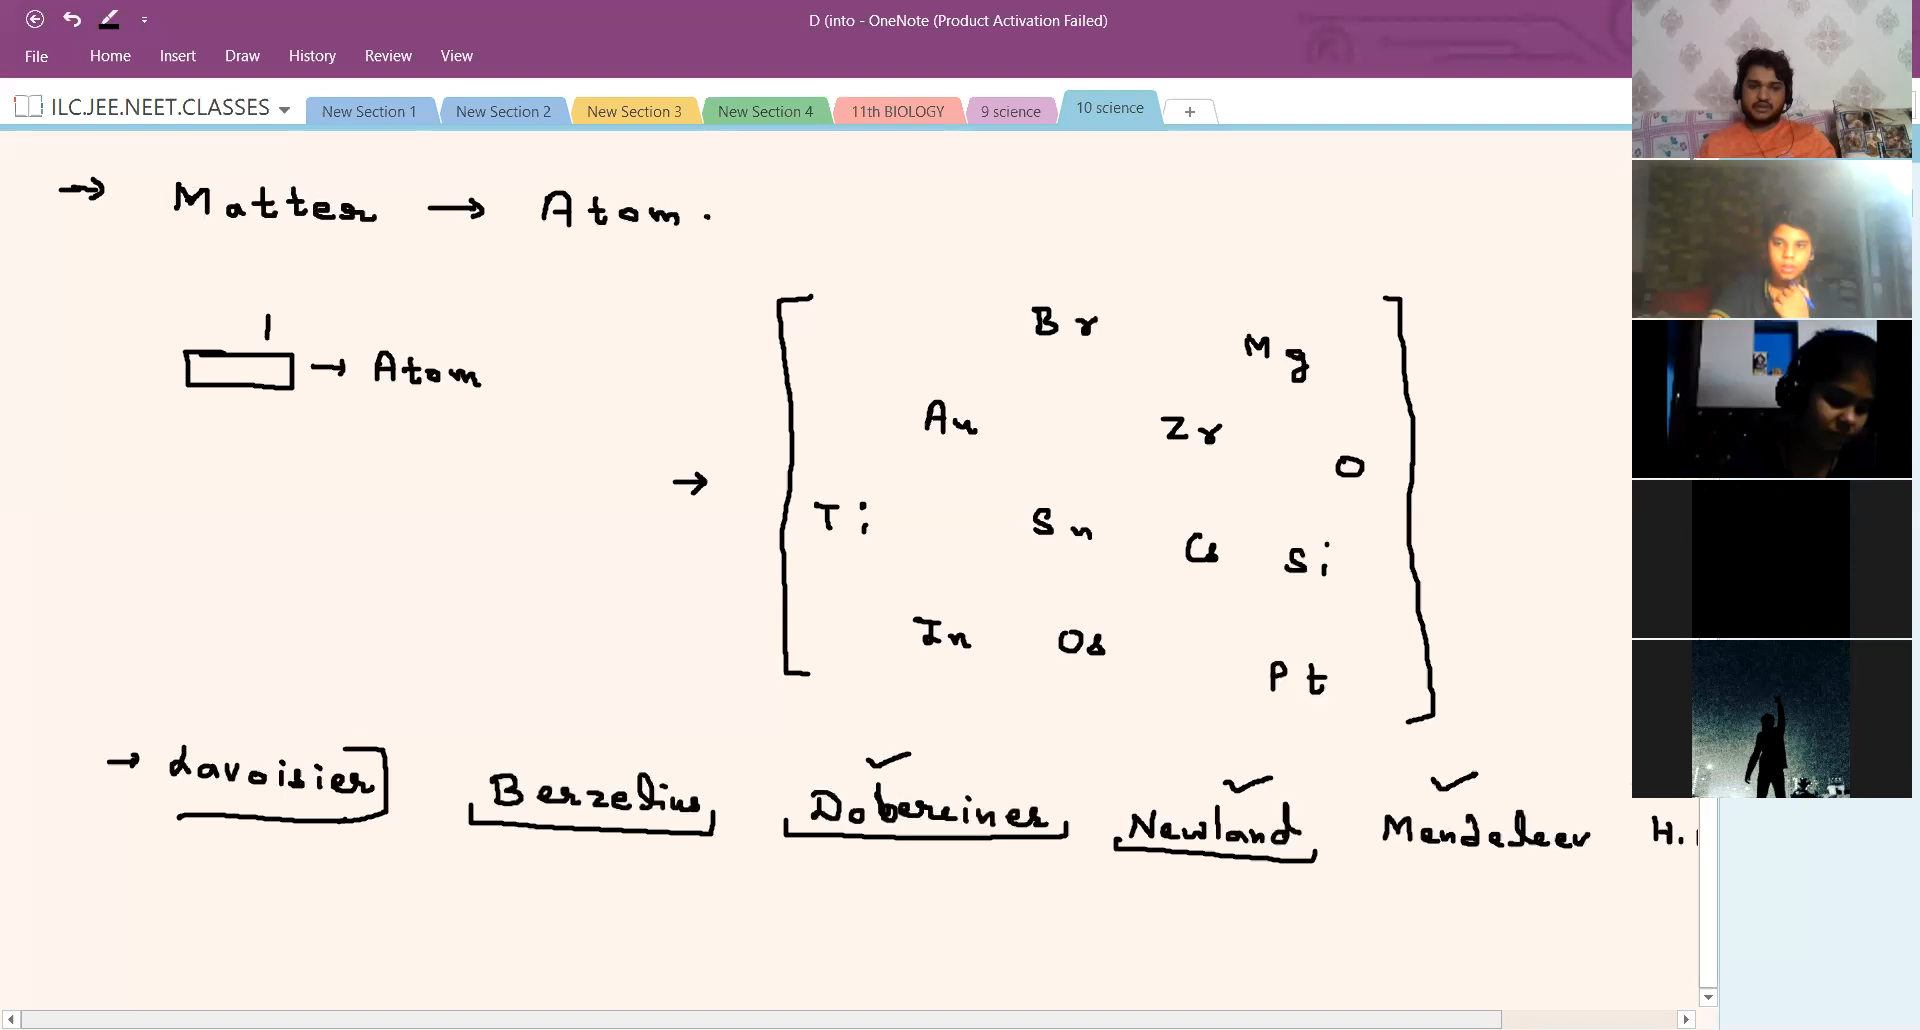 D (into - OneNote (Product Activation Failed)
File Home Insert Draw History Review View
ILC.JEE.NEET.CLASSES New Section 1 New Section 2 New Section 3 New Section 4 11th BIOLOGY 9 science 10 science +
→ Matter → Atom.
1
→ Atom
Br
Mg
Au Zr
O
→
Ti Sn Cs Si
In Os
Pt
→ Lavoisier Berzelius Dobereiner Newland Mendeleev H.